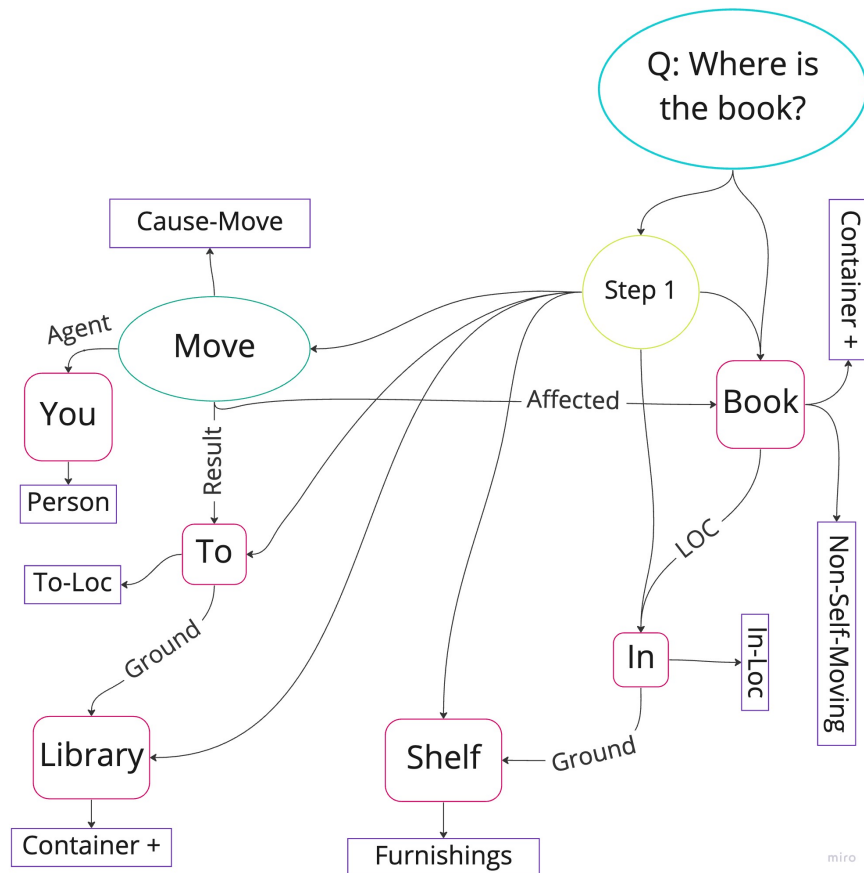 Q: Where is
the book?
Cause-Move
Container +
Step 1
Agent
Move
You
Affected
Book
Result
Person
To
LOC
To-Loc
Non-Self-Moving
Ground
In
In-Loc
Library
Shelf
Ground
Container +
Furnishings
miro